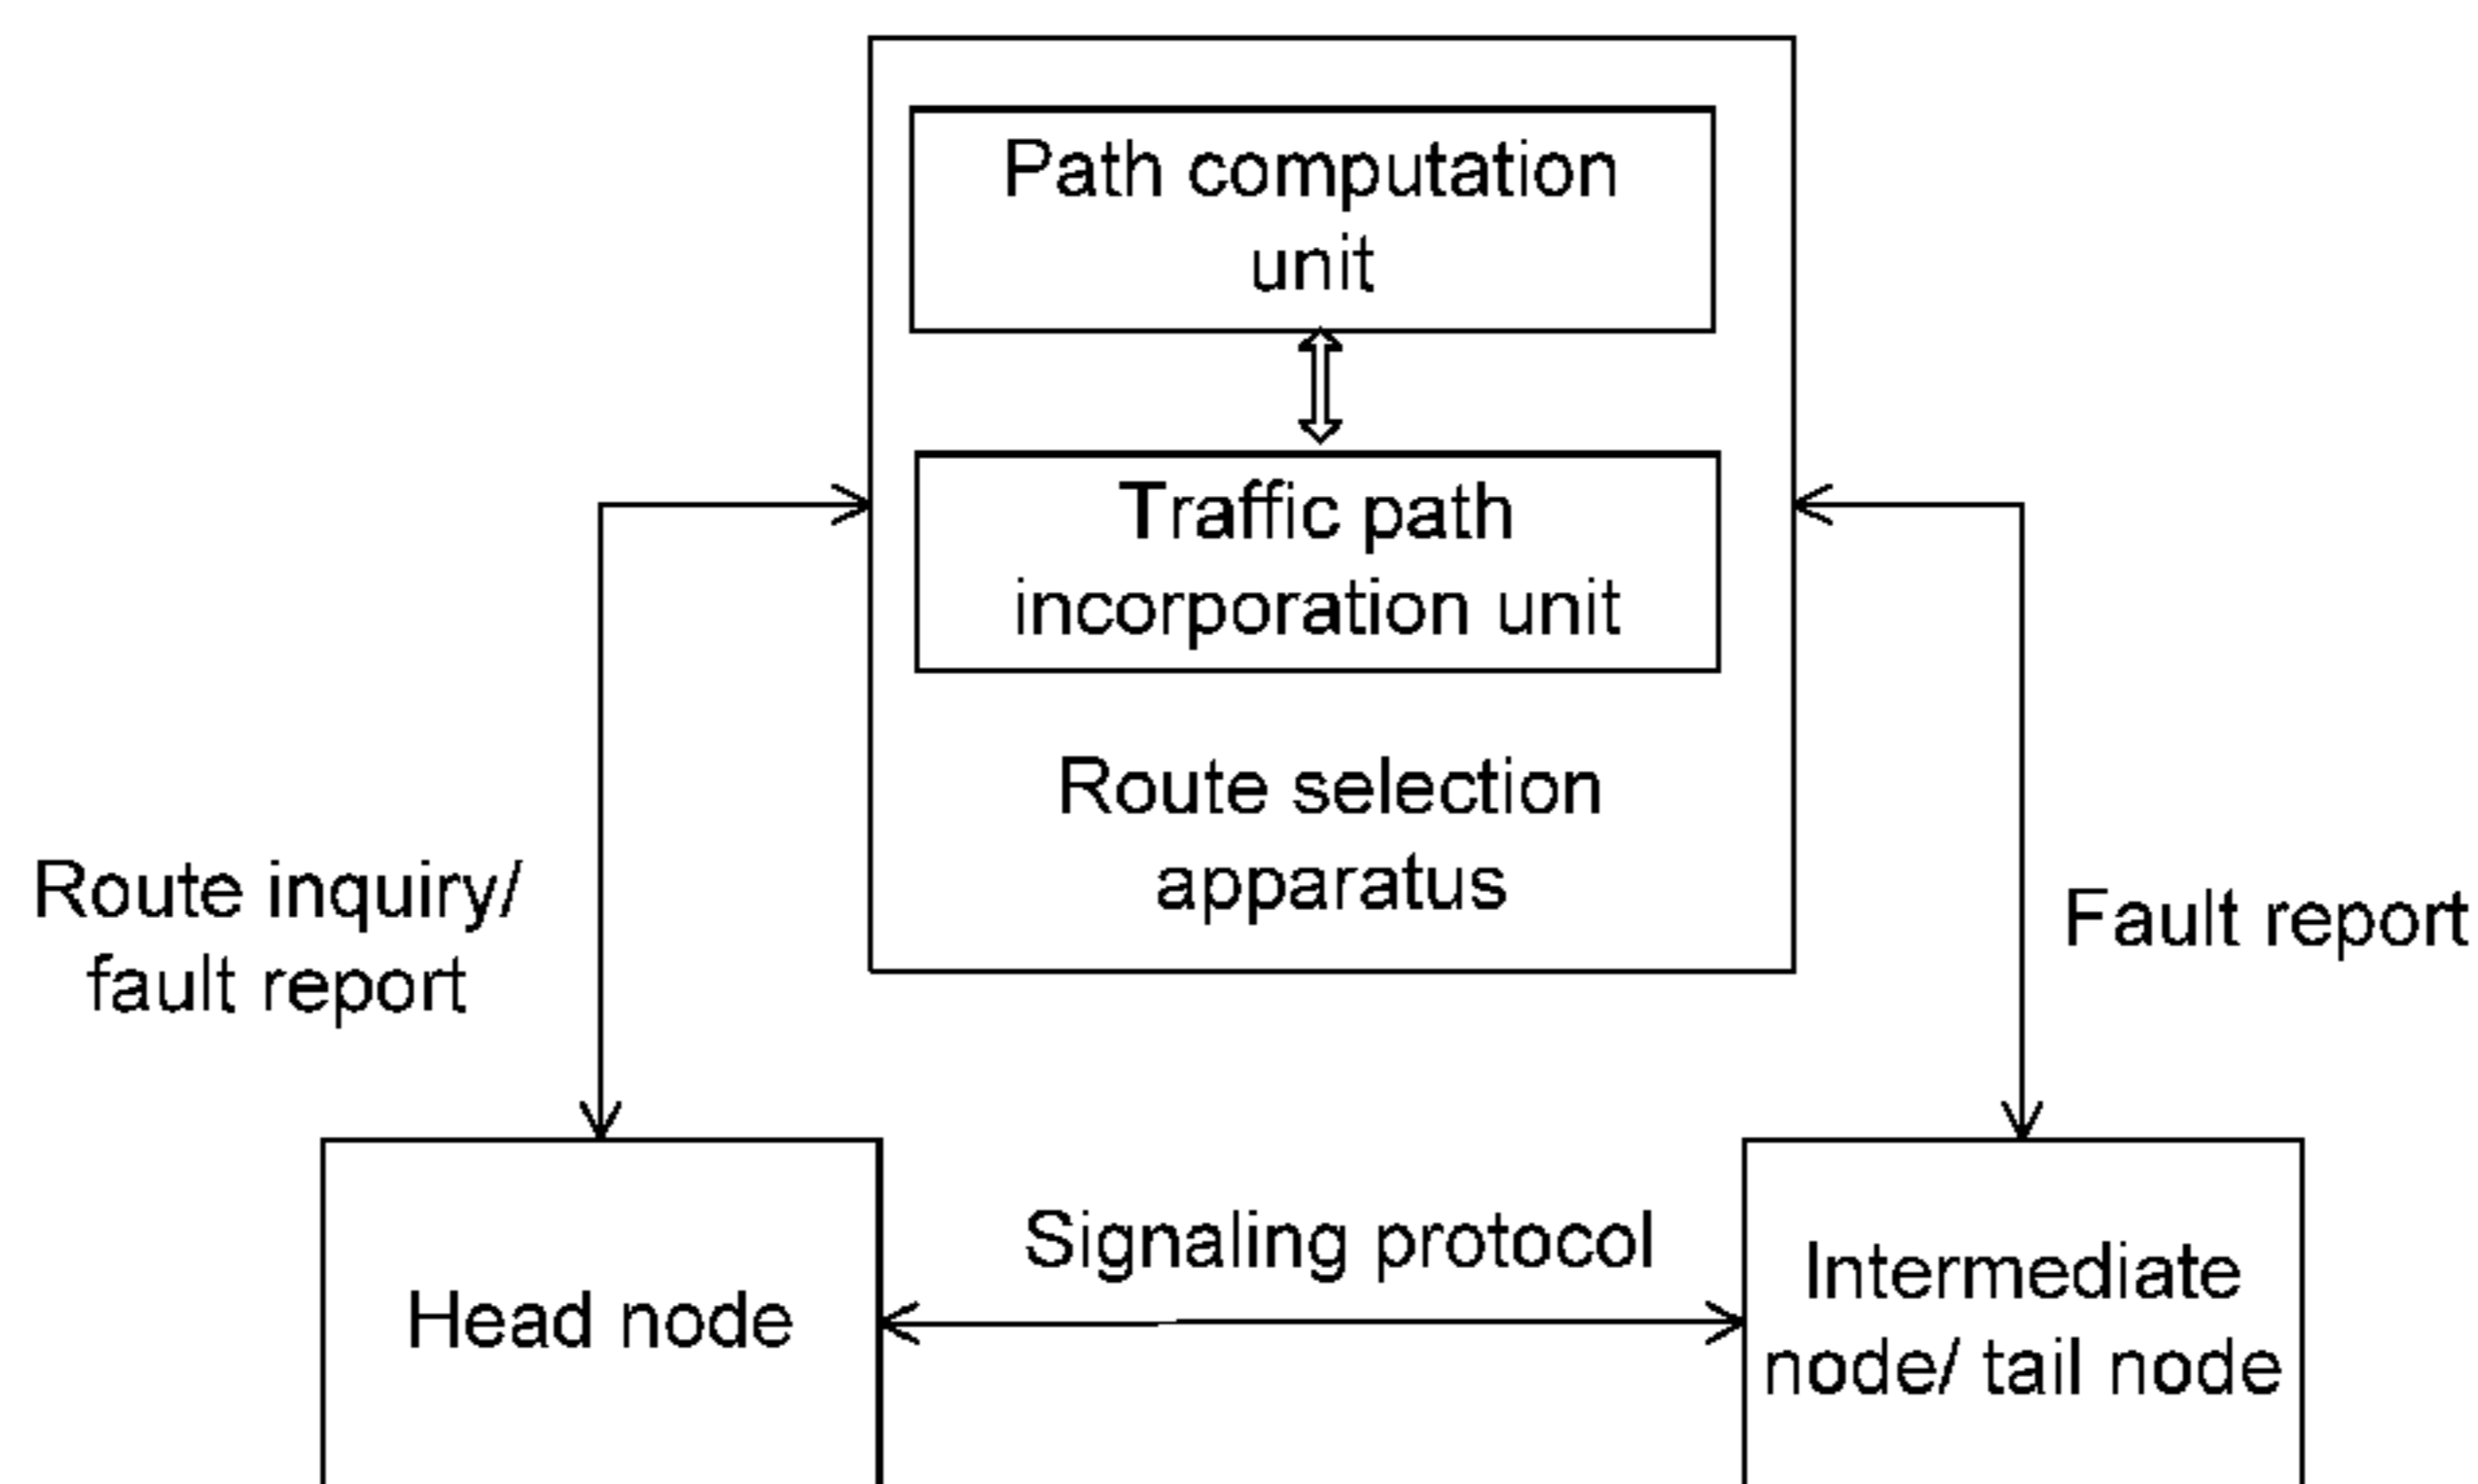 Path computation
unit
Traffic path
incorporation unit
Route selection
apparatus
Route inquiry/
fault report
Fault report
Signaling protocol
Head node
Intermediate
node/ tail node